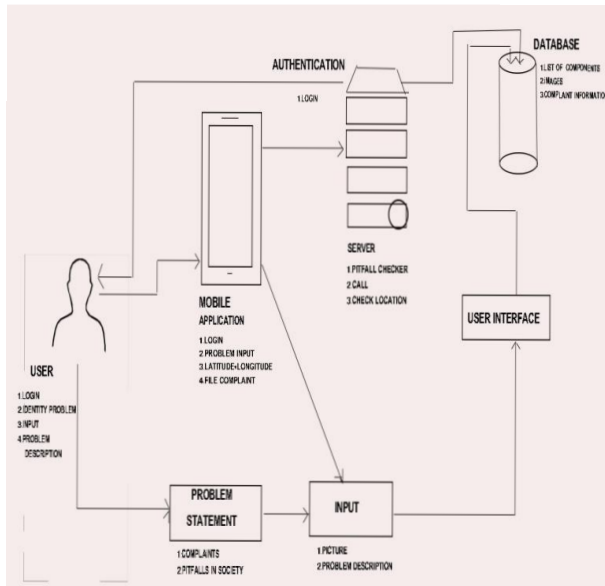 DATABASE
1.LIST OF COMPONENTS
2.IMAGES
3.COMPLAINT INFORMATION
AUTHENTICATION
1.LOGIN
SERVER
1 PITFALL CHECKER
2 CALL
3 CHECK LOCATION
MOBILE
APPLICATION
1.LOGIN
2 PROBLEM INPUT
3.LATITUDE+LONGITUDE
4.FILE COMPLAINT
USER INTERFACE
USER
1.LOGIN
2.IDENTITY PROBLEM
3.INPUT
4.PROBLEM
DESCRIPTION
PROBLEM
STATEMENT
1 COMPLAINTS
2.PITFALLS IN SOCIETY
INPUT
1 PICTURE
2 PROBLEM DESCRIPTION